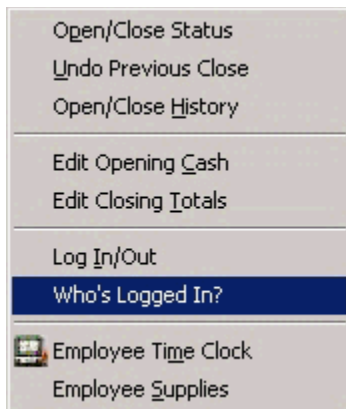 Open/Close Status
Undo Previous Close
Open/Close History
Edit Opening Cash
Edit Closing Totals
Log In/Out
Who's Logged In?
Employee Time Clock
Employee Supplies